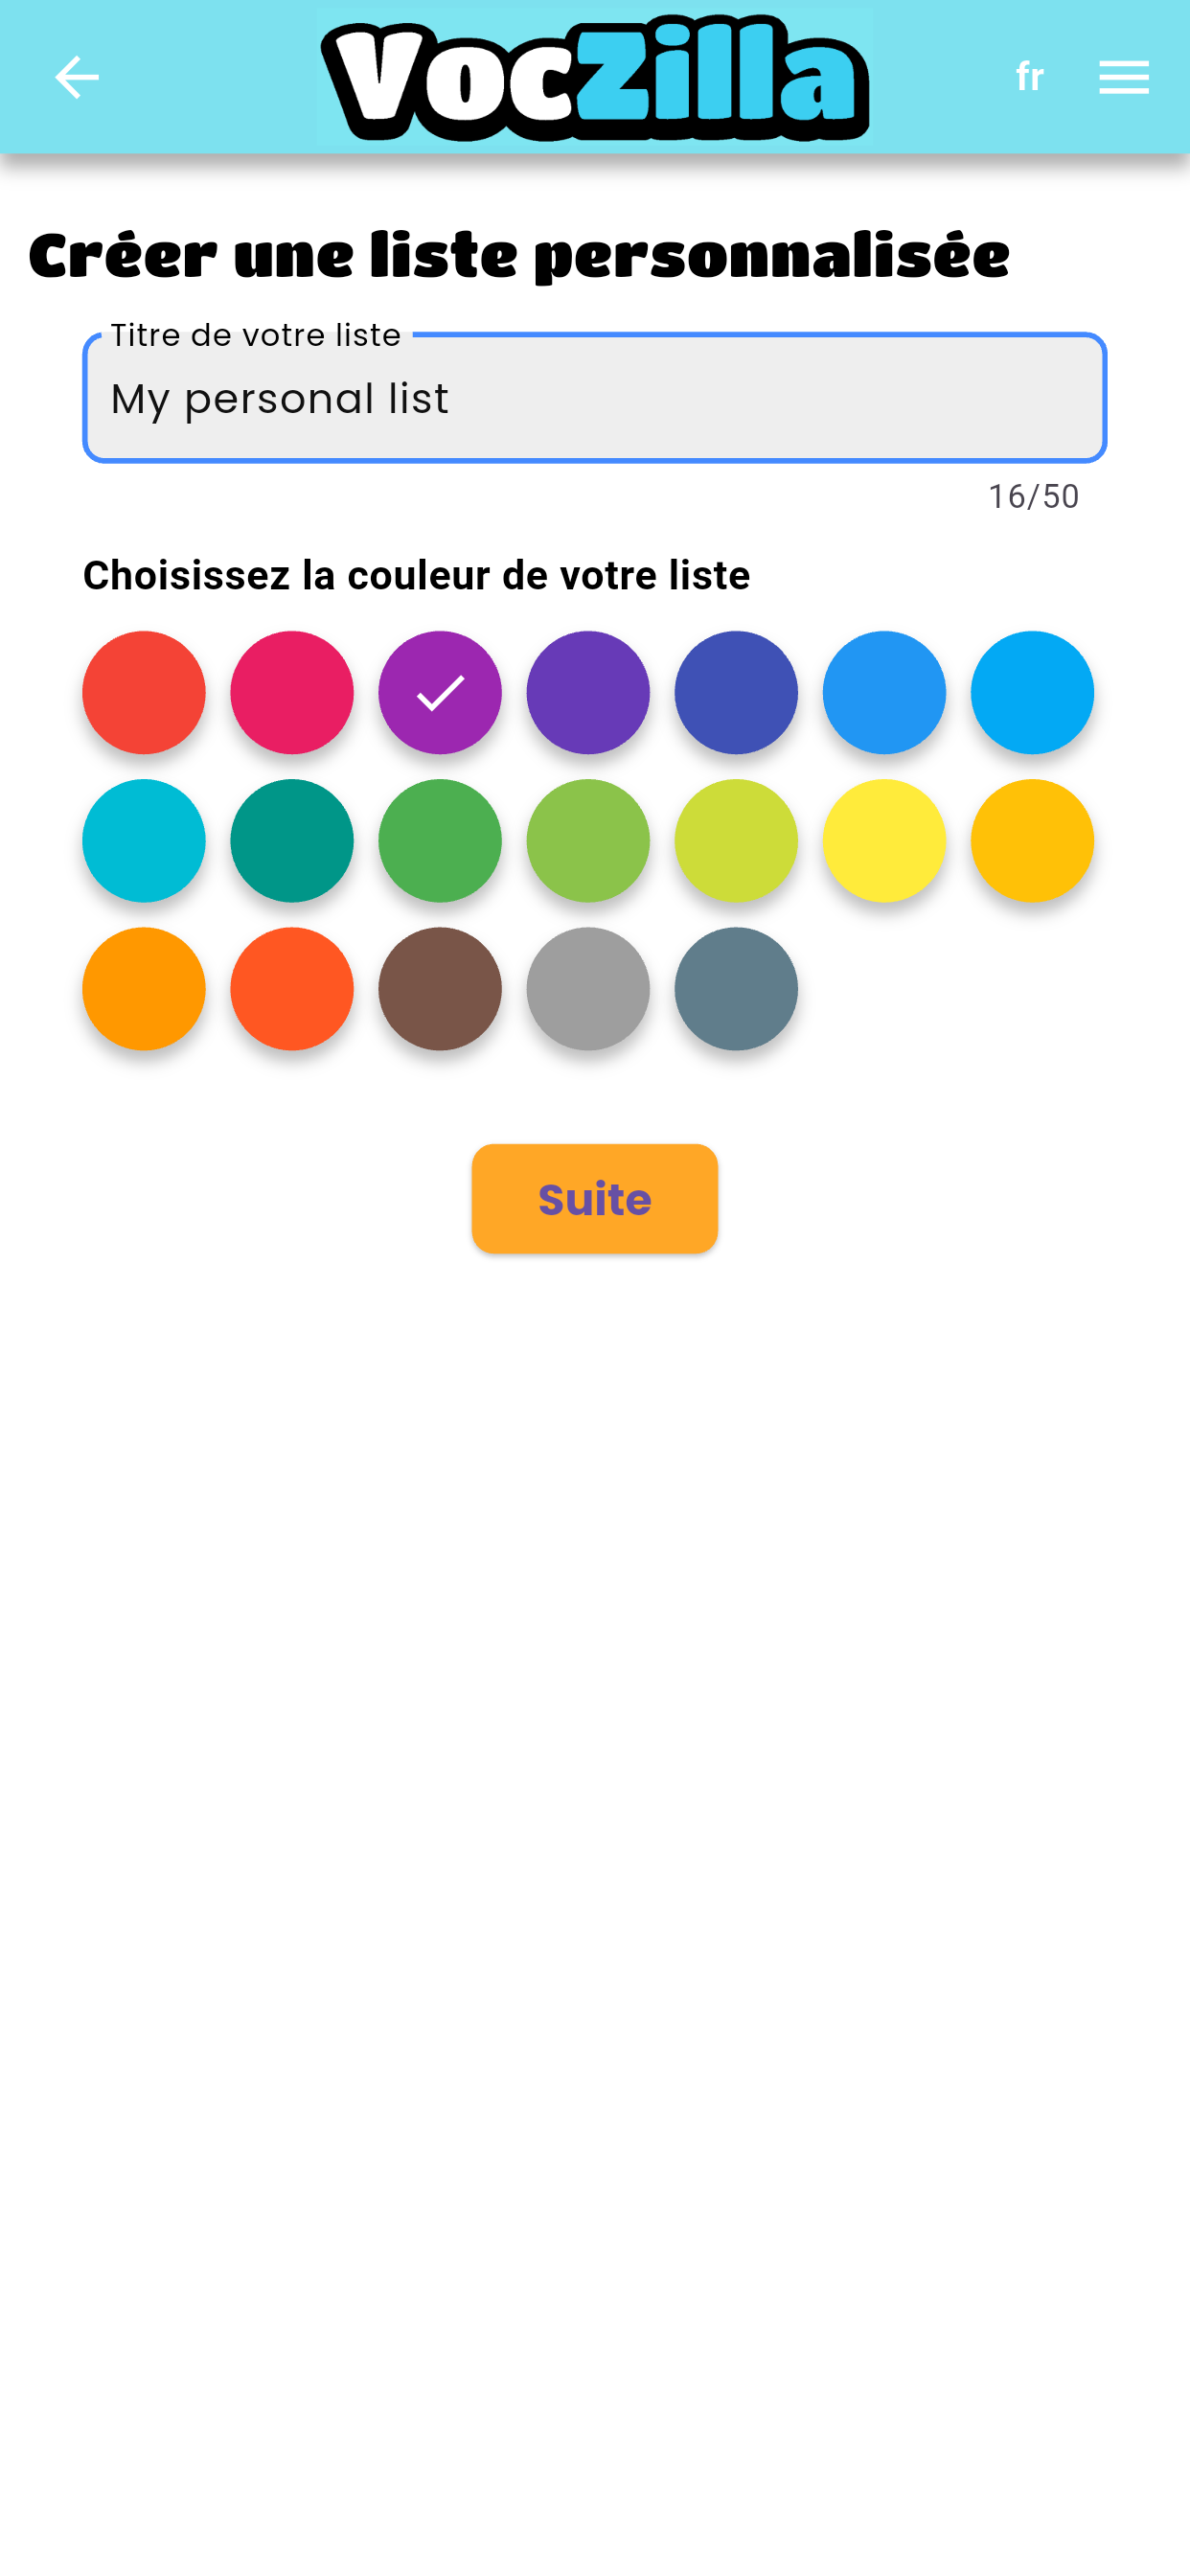 VocZilla
fr
Créer une liste personnalisée
Titre de votre liste
My personal list
16/50
Choisissez la couleur de votre liste
Suite